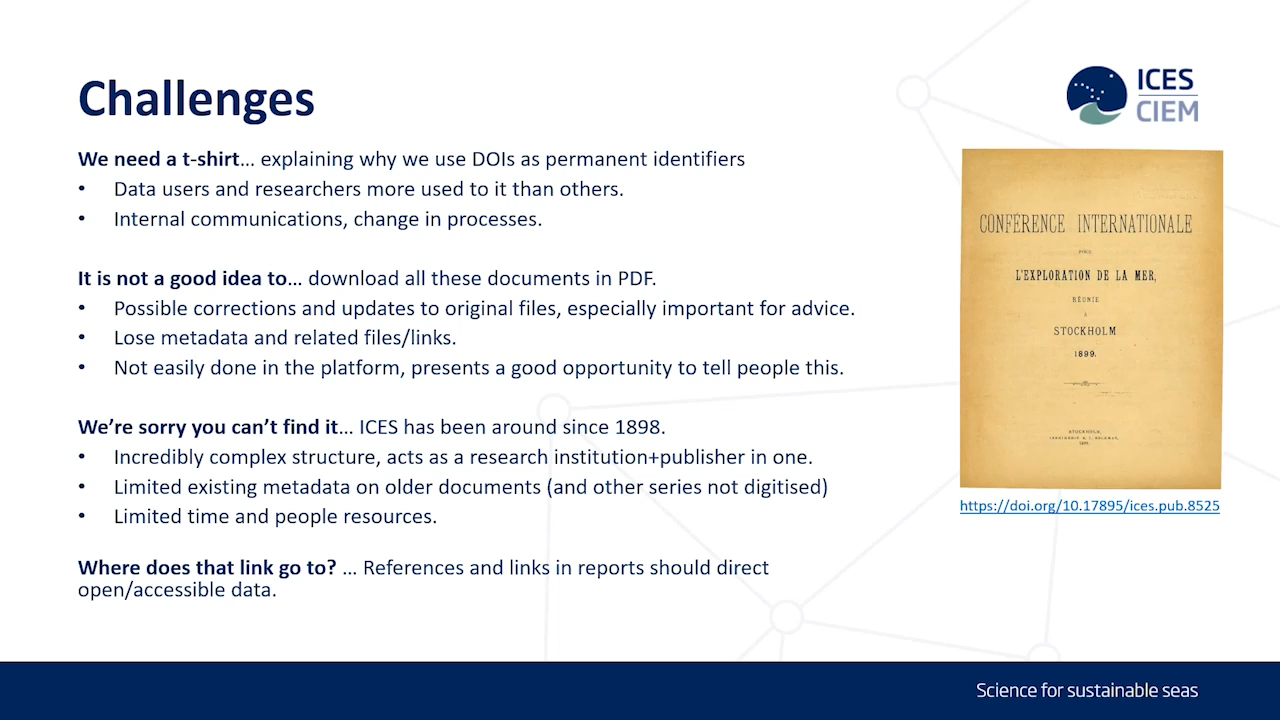 Challenges
ICES
CIEM
We need a t-shirt… explaining why we use DOIs as permanent identifiers
• Data users and researchers more used to it than others.
• Internal communications, change in processes.
It is not a good idea to… download all these documents in PDF.
• Possible corrections and updates to original files, especially important for advice.
• Lose metadata and related files/links.
• Not easily done in the platform, presents a good opportunity to tell people this.
We’re sorry you can’t find it… ICES has been around since 1898.
• Incredibly complex structure, acts as a research institution+publisher in one.
• Limited existing metadata on older documents (and other series not digitised)
• Limited time and people resources.
Where does that link go to? … References and links in reports should direct
open/accessible data.
CONFÉRENCE INTERNATIONALE
POUR
L'EXPLORATION DE LA MER,
RÉUNIE
À
STOCKHOLM
1899.
STOCKHOLM,
https://doi.org/10.17895/ices.pub.8525
Science for sustainable seas